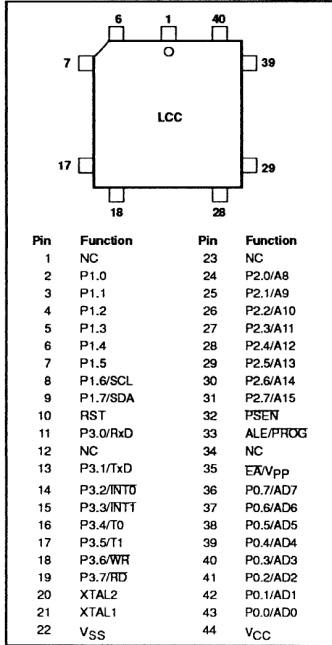 6 1 40
7 39
LCC
17 29
18 28
Pin Function Pin Function
1 NC 23 NC
2 P1.0 24 P2.0/A8
3 P1.1 25 P2.1/A9
4 P1.2 26 P2.2/A10
5 P1.3 27 P2.3/A11
6 P1.4 28 P2.4/A12
7 P1.5 29 P2.5/A13
8 P1.6/SCL 30 P2.6/A14
9 P1.7/SDA 31 P2.7/A15
10 RST 32 P̅S̅E̅N̅
11 P3.0/RxD 33 ALE/P̅R̅O̅G̅
12 NC 34 NC
13 P3.1/TxD 35 E̅A̅/VPP
14 P3.2/I̅N̅T̅0̅ 36 P0.7/AD7
15 P3.3/I̅N̅T̅1̅ 37 P0.6/AD6
16 P3.4/T0 38 P0.5/AD5
17 P3.5/T1 39 P0.4/AD4
18 P3.6/W̅R̅ 40 P0.3/AD3
19 P3.7/R̅D̅ 41 P0.2/AD2
20 XTAL2 42 P0.1/AD1
21 XTAL1 43 P0.0/AD0
22 VSS 44 VCC